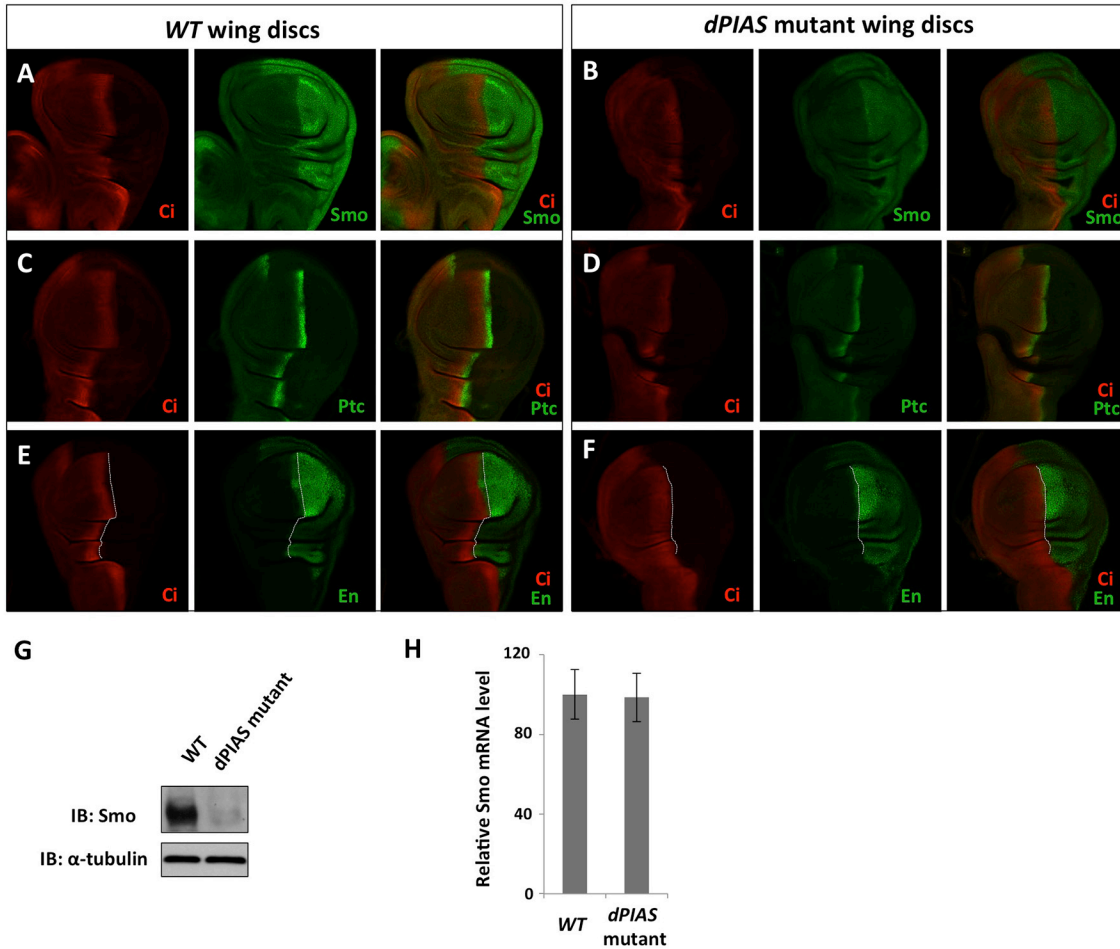 WT wing discs
dPIAS mutant wing discs
A
Ci
Smo
Ci
Smo
B
Ci
Smo
Ci
Smo
C
Ci
Ptc
Ci
Ptc
D
Ci
Ptc
Ci
Ptc
E
Ci
En
Ci
En
F
Ci
En
Ci
En
G
WT
dPIAS mutant
IB: Smo
IB: α-tubulin
H
Relative Smo mRNA level
120
80
40
0
WT
dPIAS
mutant